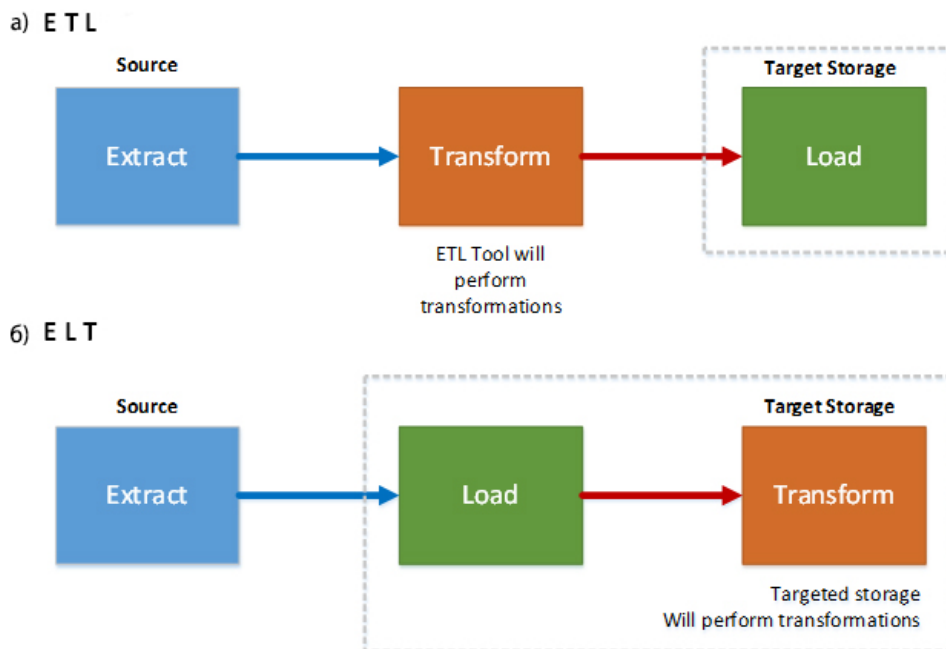 а) E T L
Source
Target Storage
Extract
Transform
Load
ETL Tool will
perform
transformations
б) E L T
Source
Target Storage
Extract
Load
Transform
Targeted storage
Will perform transformations